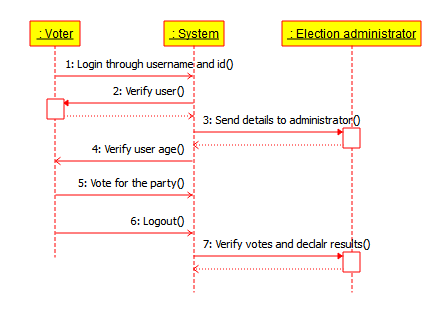 : Voter
: System
: Election administrator
1: Login through username and id()
2: Verify user()
3: Send details to administrator()
4: Verify user age()
5: Vote for the party()
6: Logout()
7: Verify votes and declalr results()